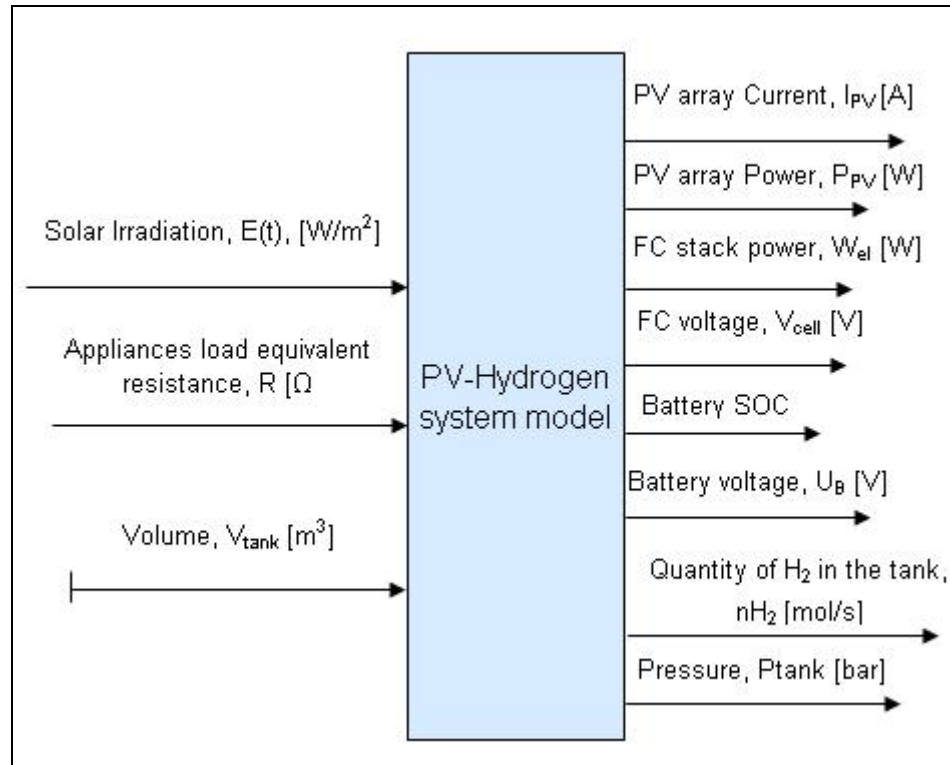 Solar Irradiation, E(t), [W/m²]
Appliances load equivalent
resistance, R [Ω
Volume, V_tank [m³]
PV-Hydrogen
system model
PV array Current, I_PV [A]
PV array Power, P_PV [W]
FC stack power, W_el [W]
FC voltage, V_cell [V]
Battery SOC
Battery voltage, U_B [V]
Quantity of H₂ in the tank,
nH₂ [mol/s]
Pressure, Ptank [bar]